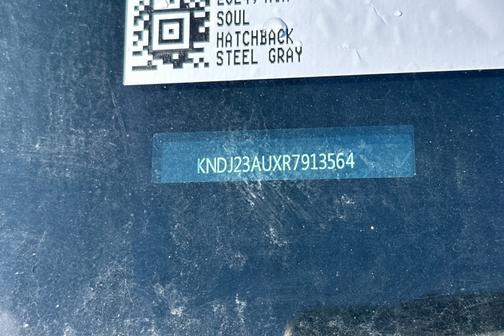 SOUL
HATCHBACK
STEEL GRAY
KNDJ23AUXR7913564